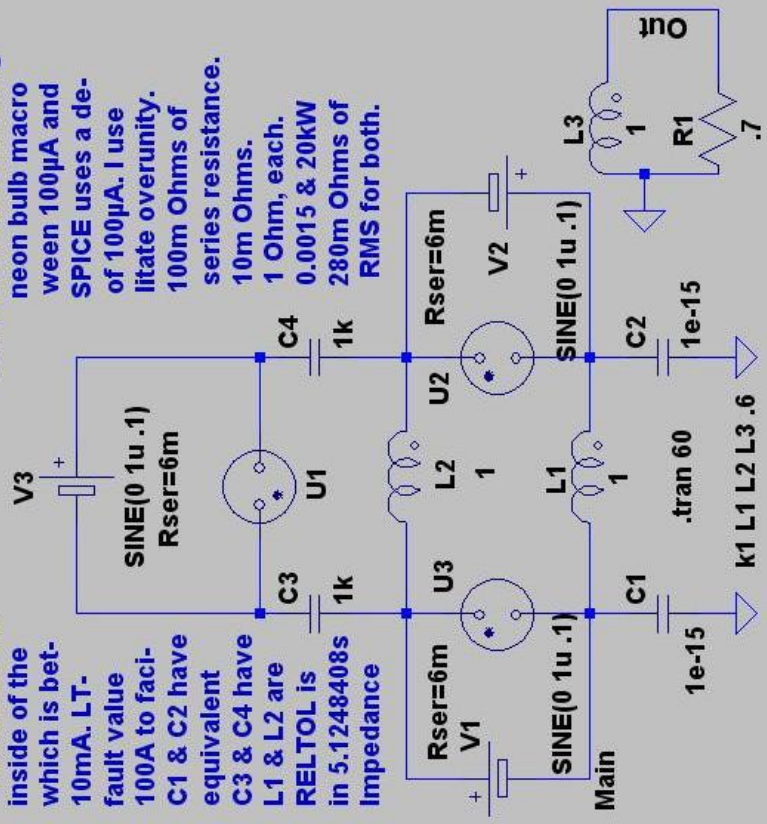 inside of the neon bulb macro
which is bet- ween 100µA and
10mA. LT- SPICE uses a de-
fault value of 100µA. I use
100A to faci- litate overunity.
C1 & C2 have 100m Ohms of
equivalent series resistance.
C3 & C4 have 10m Ohms.
L1 & L2 are 1 Ohm, each.
RELTOL is 0.0015 & 20kW
in 5.1248408s 280m Ohms of
Impedance RMS for both.
V3
SINE(0 1u .1)
Rser=6m
U1
C3
1k
C4
1k
Rser=6m
V1
SINE(0 1u .1)
Main
U3
L2
1
U2
Rser=6m
V2
SINE(0 1u .1)
L1
1
C1
1e-15
C2
1e-15
.tran 60
k1 L1 L2 L3 .6
L3
1
Out
R1
.7